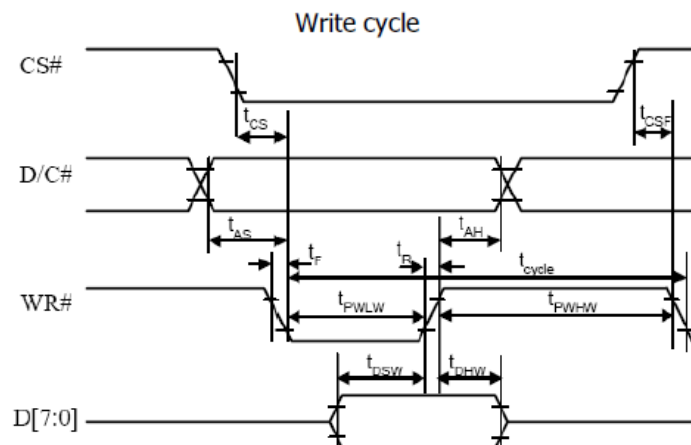 Write cycle
CS#
tCS
tCSF
D/C#
tAS
tAH
tF
tR
tcycle
WR#
tPWLW
tPWHW
tDSW
tDHW
D[7:0]